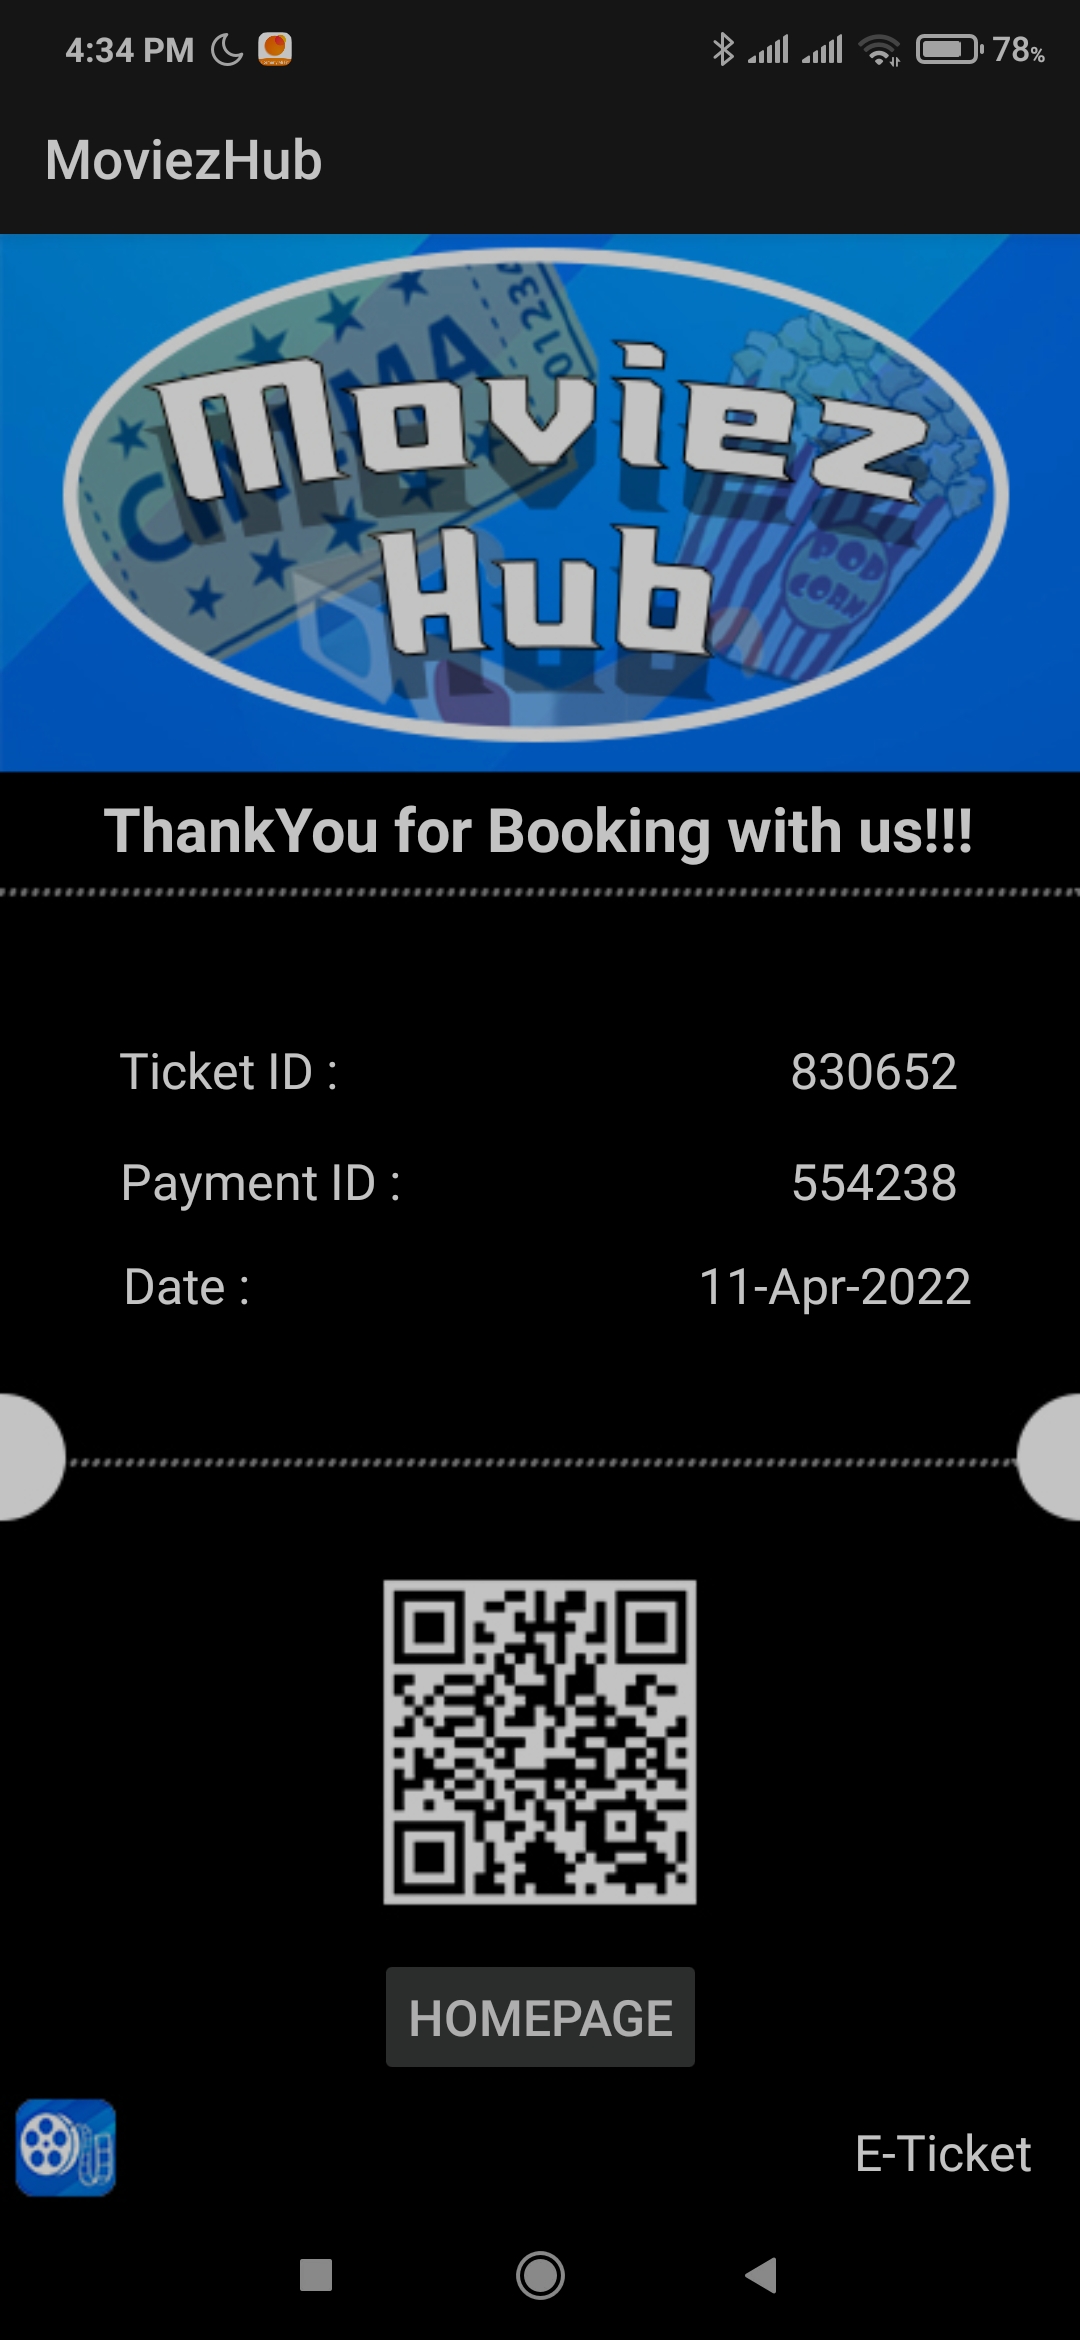 4:34 PM 78%
MoviezHub
CINEMA
01234
Moviez
Hub
POP
CORN
ThankYou for Booking with us!!!
Ticket ID : 830652
Payment ID : 554238
Date : 11-Apr-2022
HOMEPAGE
E-Ticket